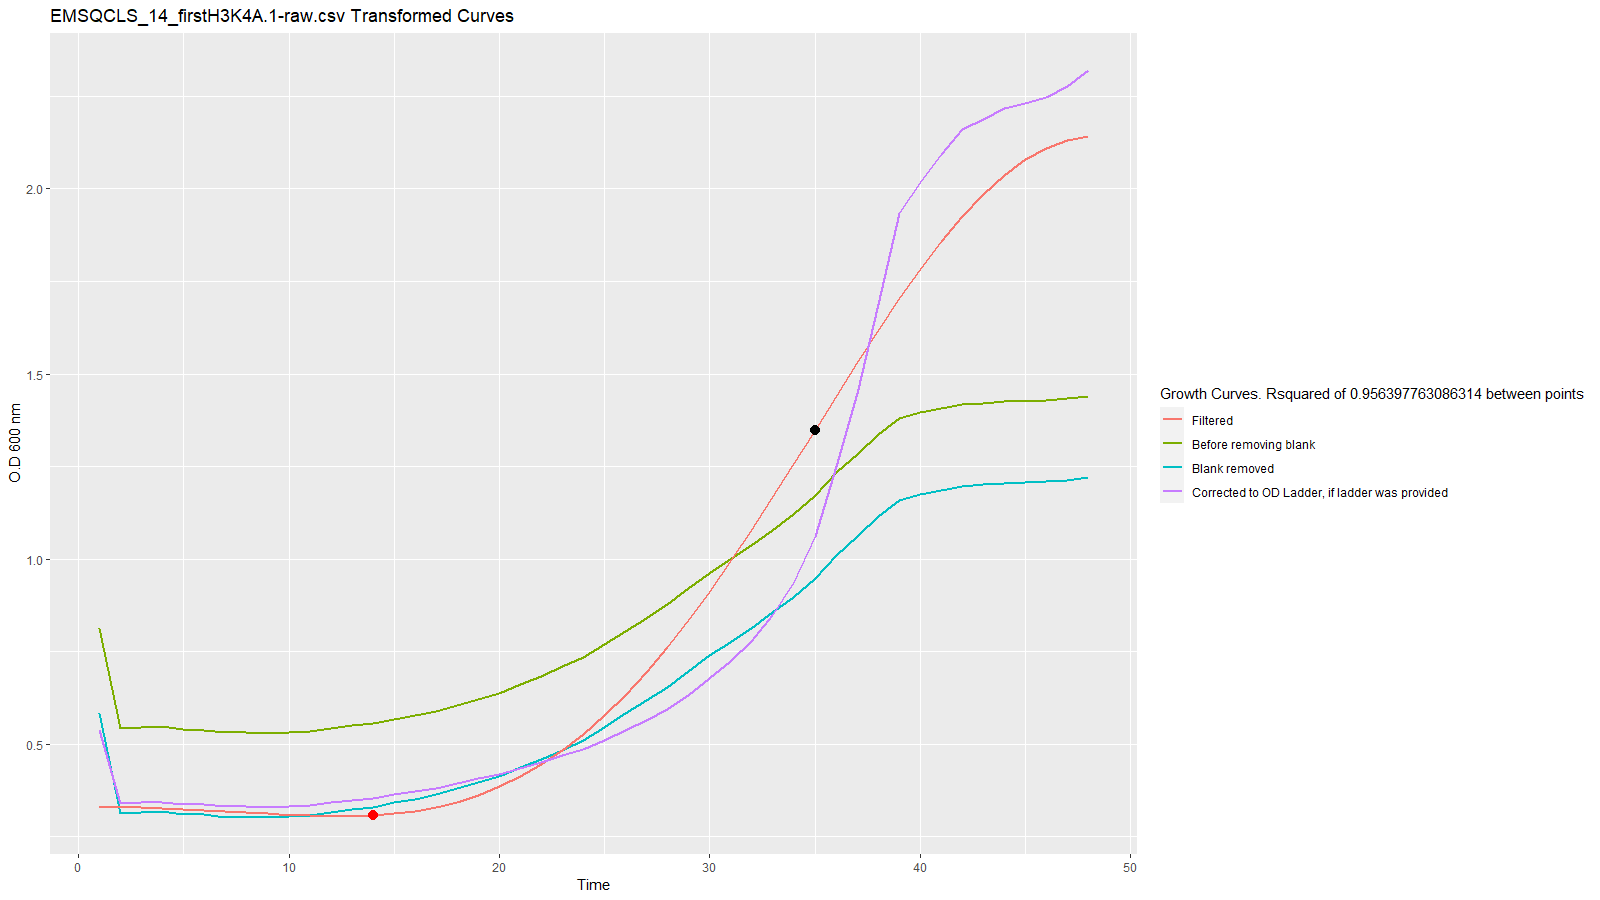 EMSQCLS_14_firstH3K4A.1-raw.csv Transformed Curves
2.0
1.5
1.0
0.5
O.D 600 nm
0 10 20 30 40 50
Time
Growth Curves. Rsquared of 0.956397763086314 between points
Filtered
Before removing blank
Blank removed
Corrected to OD Ladder, if ladder was provided